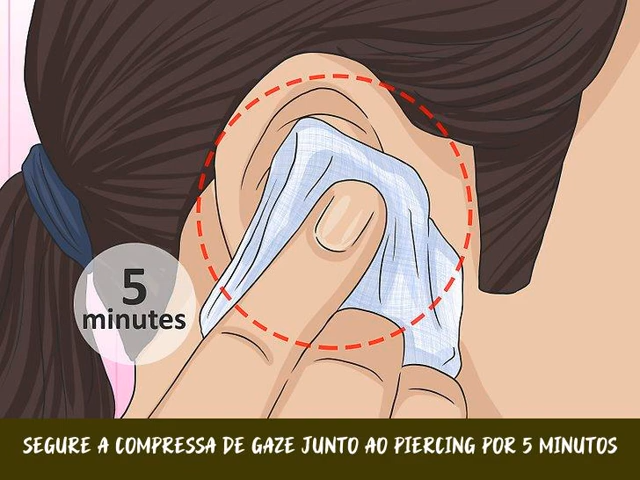 5
minutes
SEGURE A COMPRESSA DE GAZE JUNTO AO PIERCING POR 5 MINUTOS